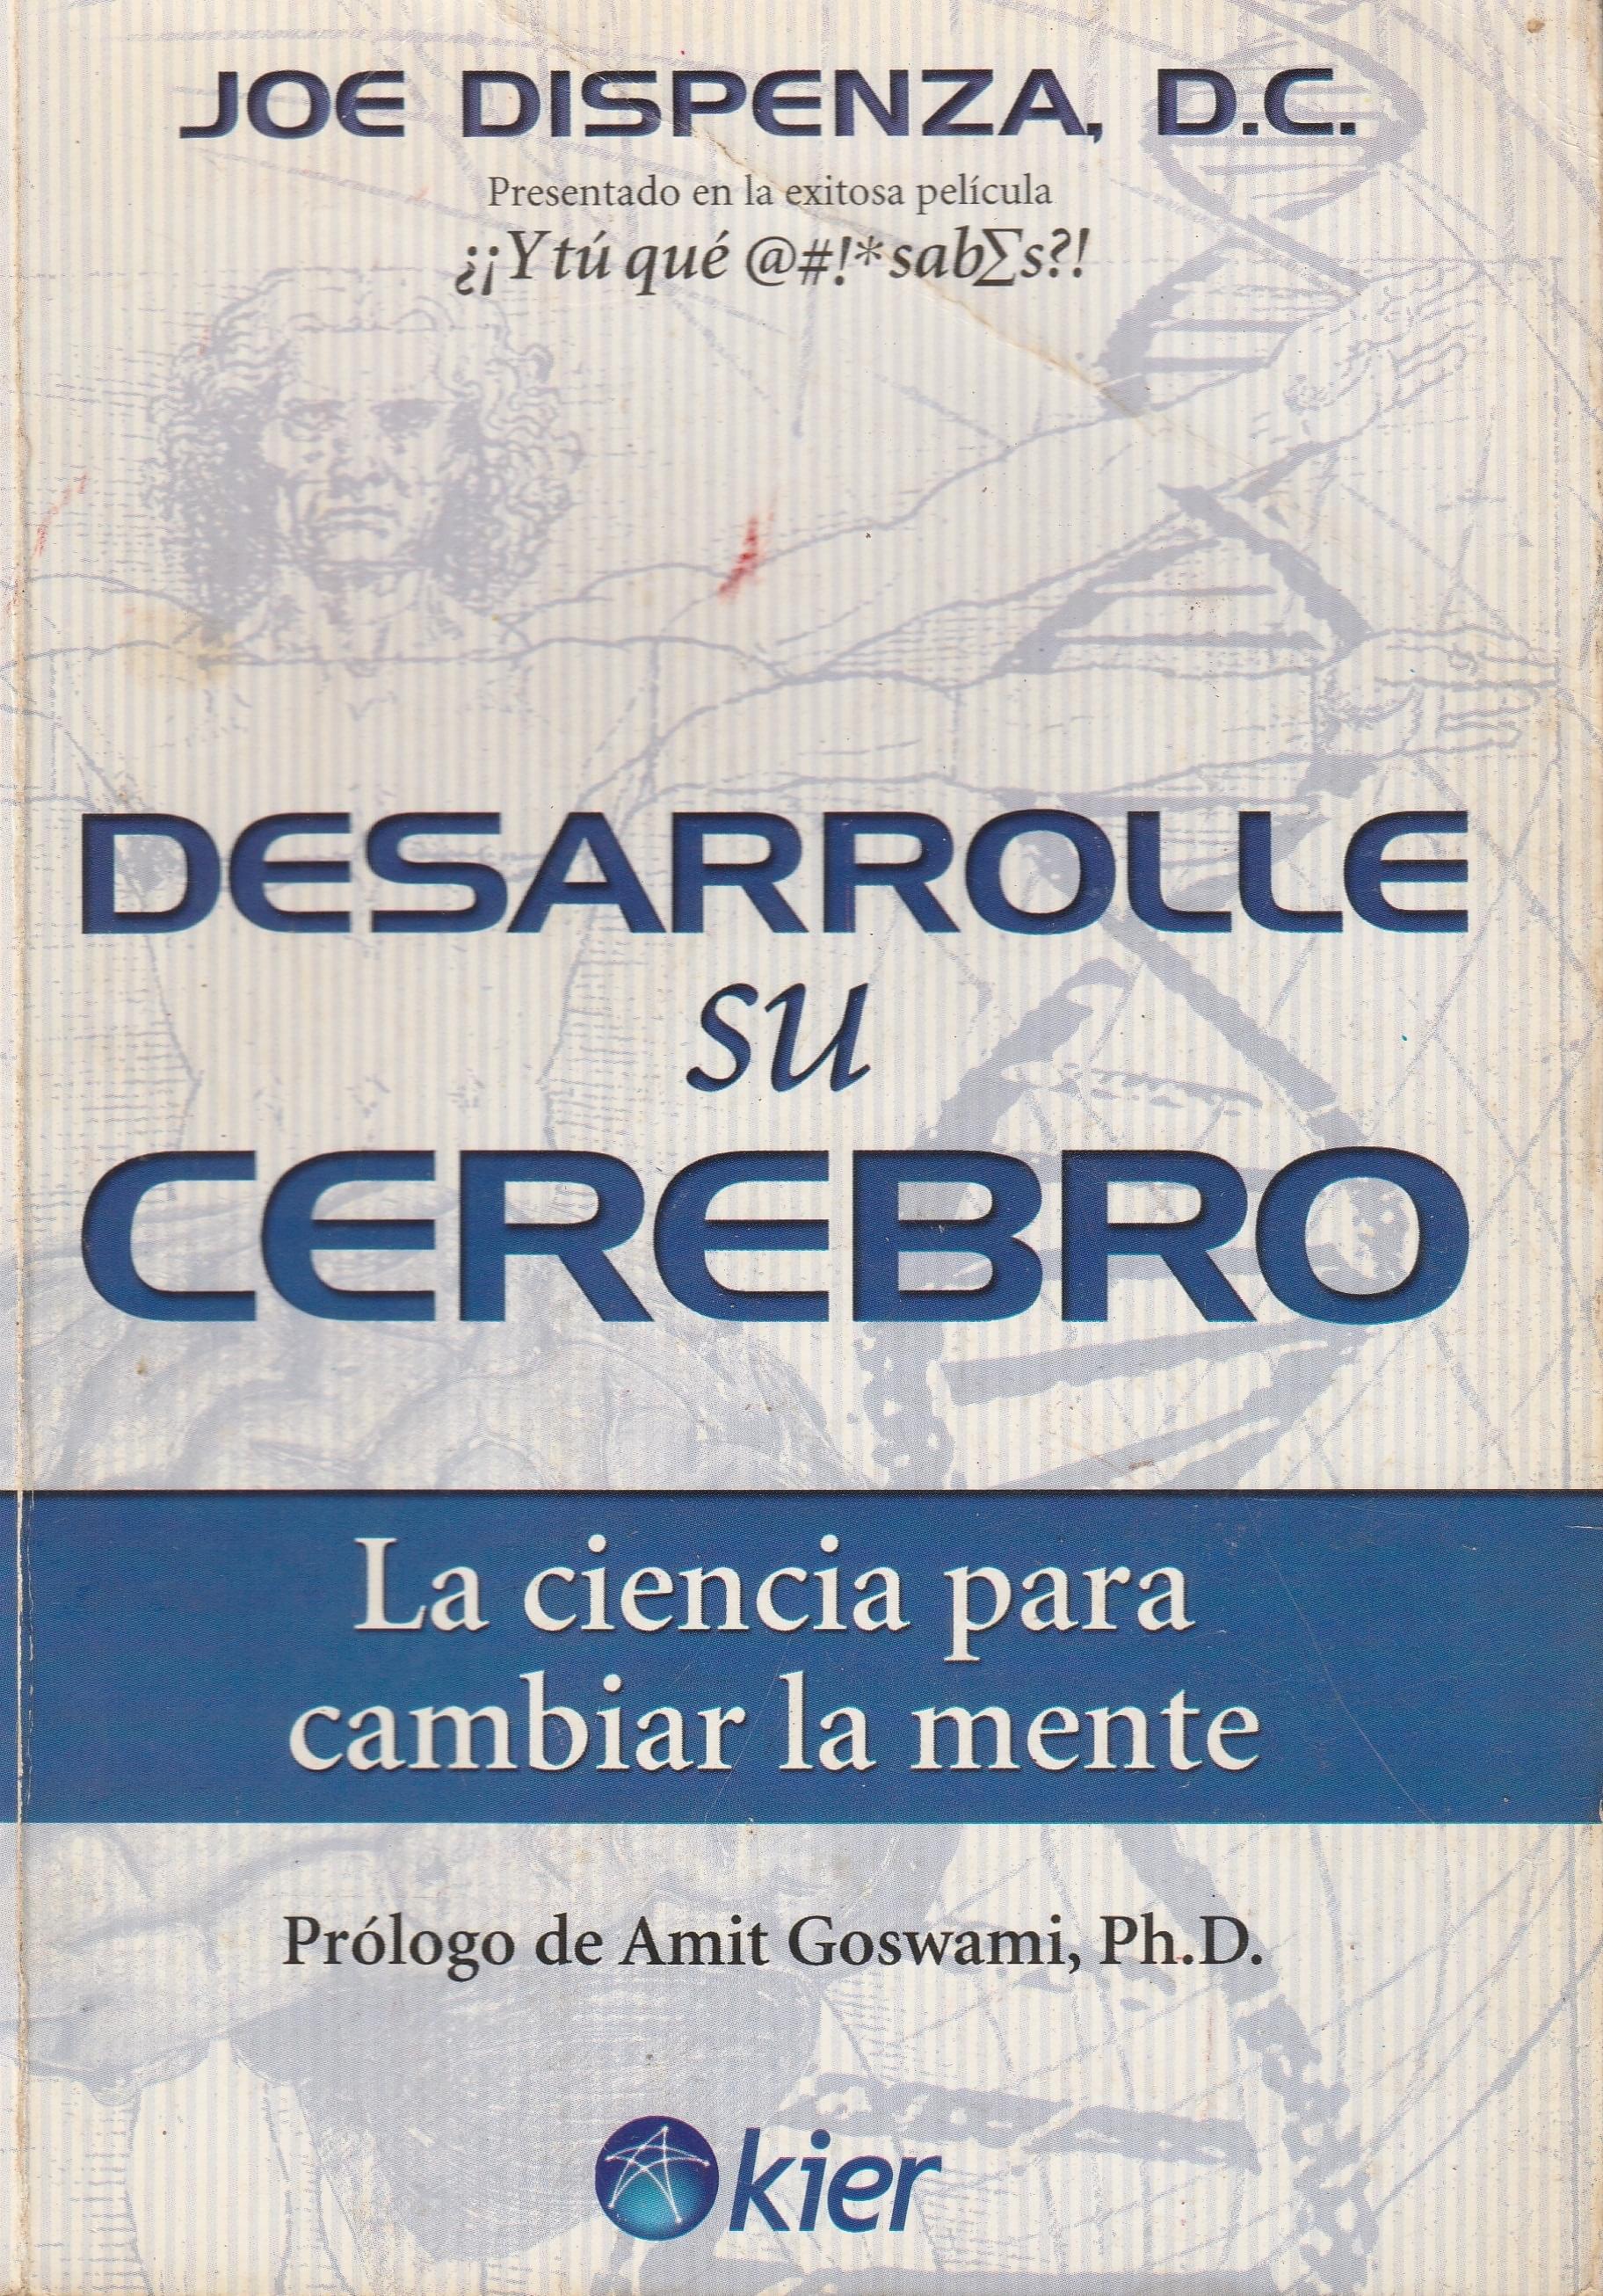 JOE DISPENZA, D.C.
Presentado en la exitosa película
¿¡Y tú qué @#!* sab∑s?!
DESARROLLE
su
CEREBRO
La ciencia para
cambiar la mente
Prólogo de Amit Goswami, Ph.D.
kier